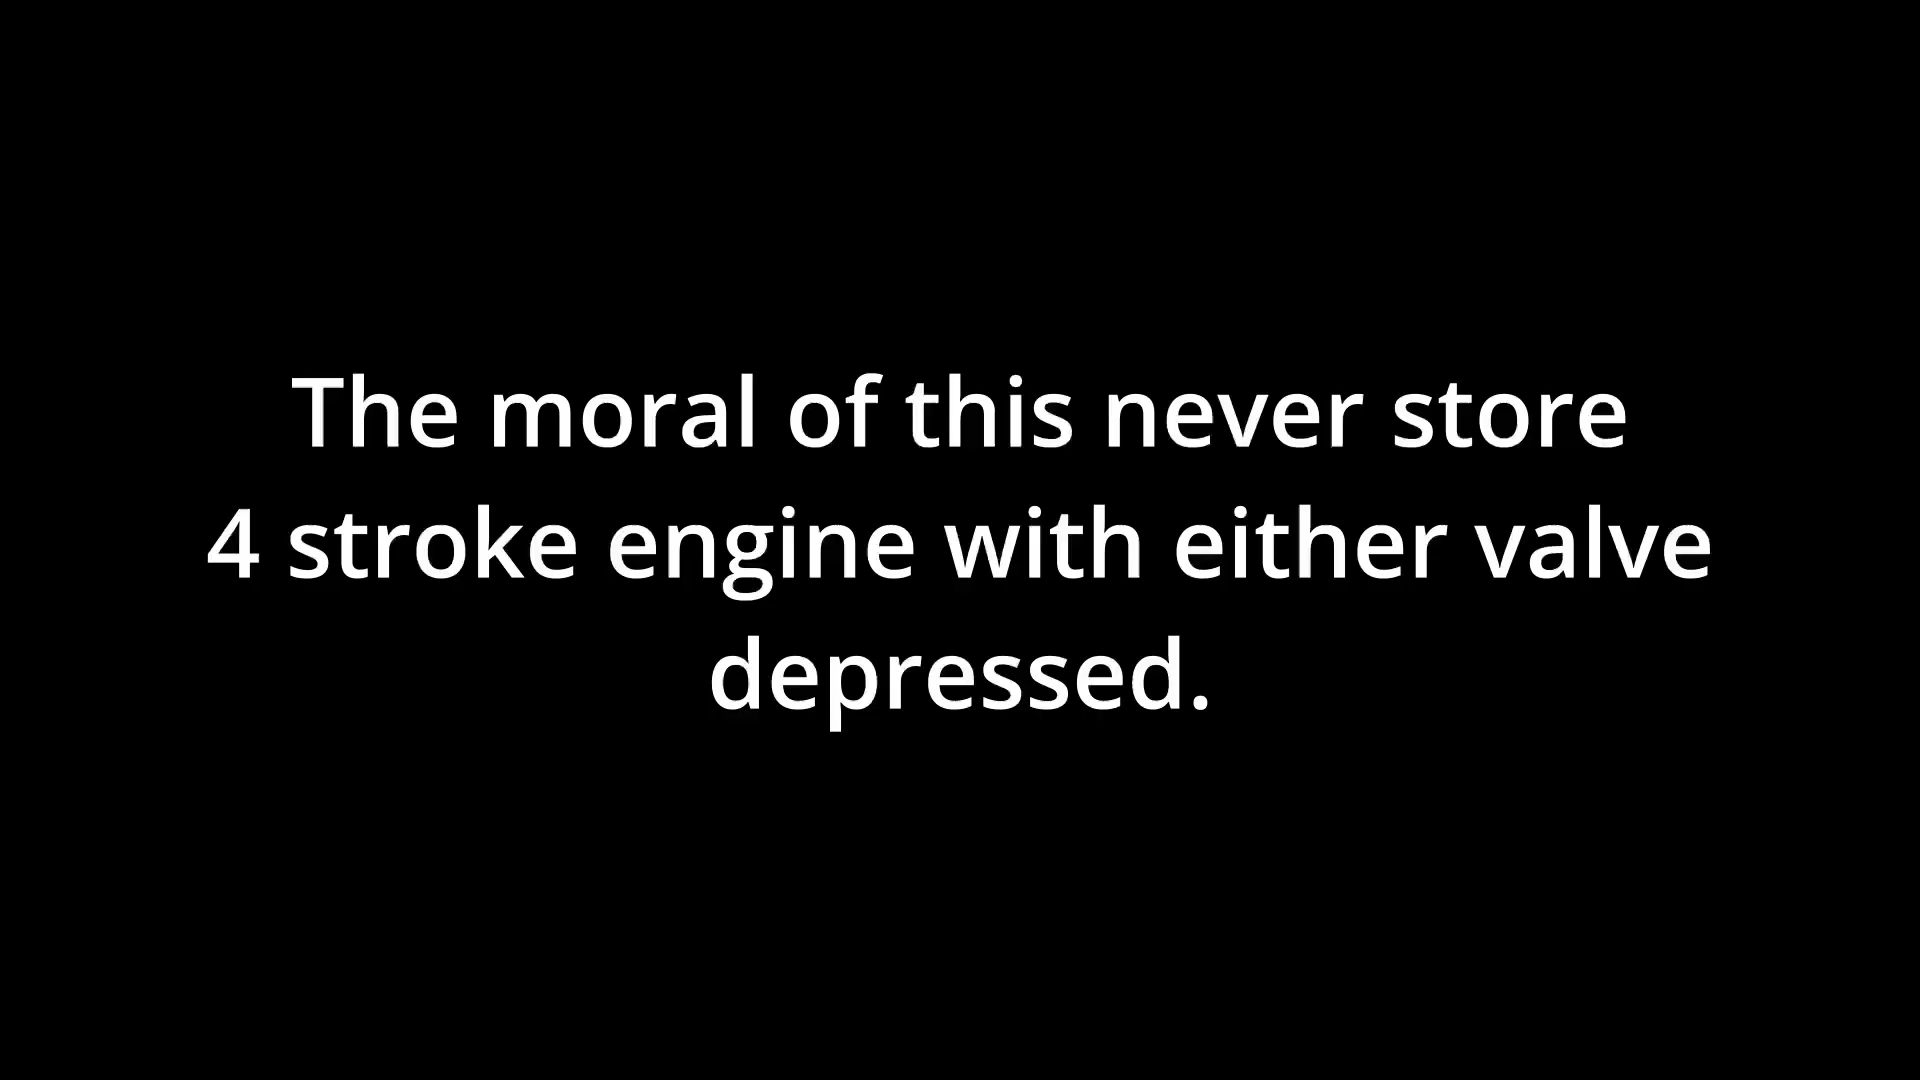 The moral of this never store
4 stroke engine with either valve
depressed.